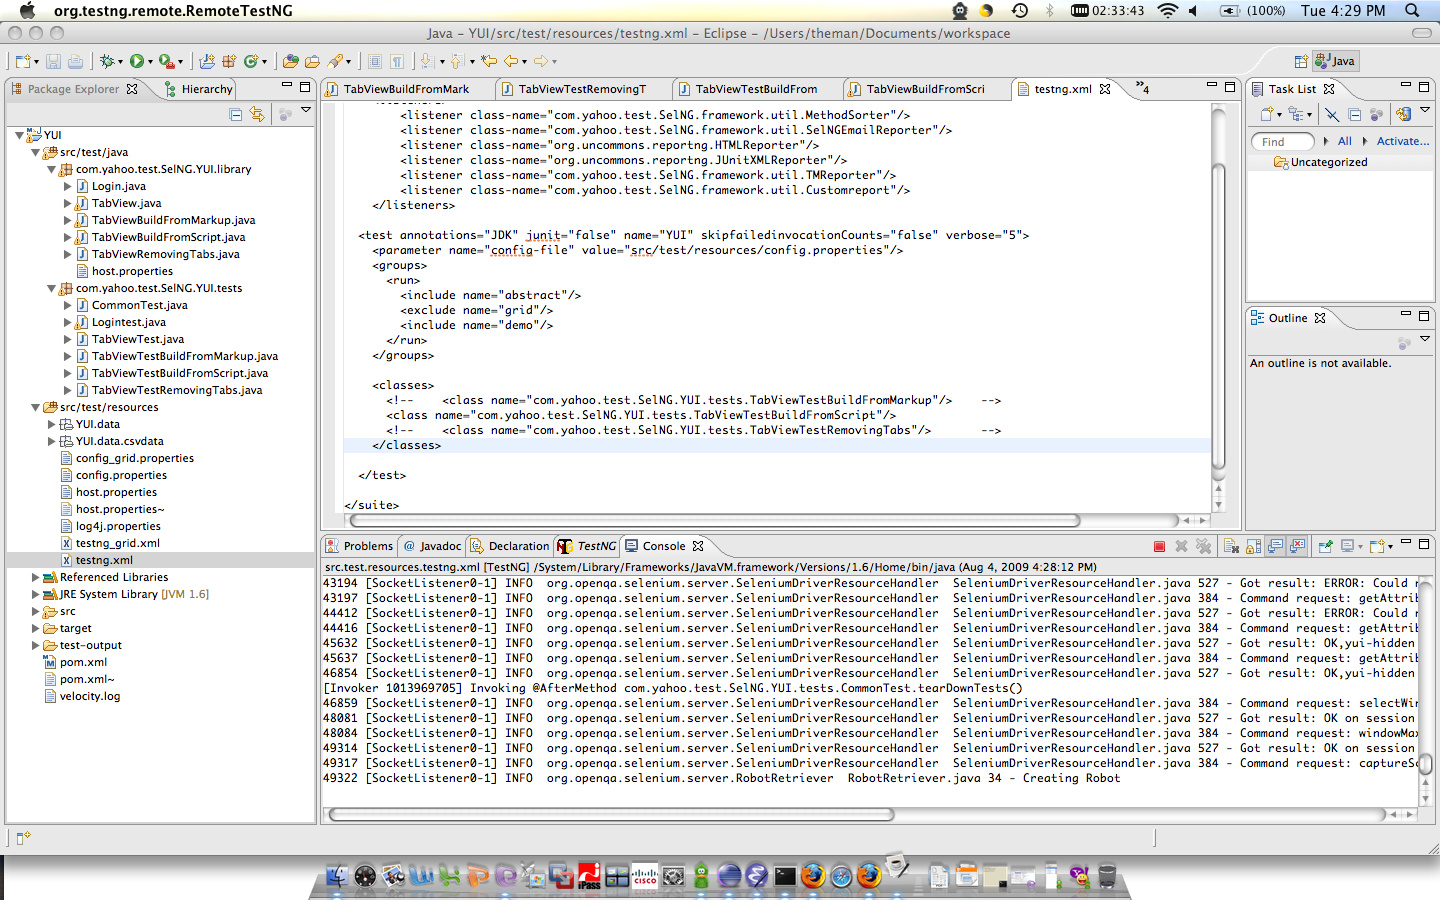 org.testng.remote.RemoteTestNG
02:33:43
(100%)
Tue 4:29 PM
Java – YUI/src/test/resources/testng.xml – Eclipse – /Users/theman/Documents/workspace
Java
Package Explorer
Hierarchy
TabViewBuildFromMark
TabViewTestRemovingT
TabViewTestBuildFrom
TabViewBuildFromScri
testng.xml
»4
Task List
Find
All
Activate...
Uncategorized
Outline
An outline is not available.
YUI
src/test/java
com.yahoo.test.SelNG.YUI.library
Login.java
TabView.java
TabViewBuildFromMarkup.java
TabViewBuildFromScript.java
TabViewRemovingTabs.java
host.properties
com.yahoo.test.SelNG.YUI.tests
CommonTest.java
Logintest.java
TabViewTest.java
TabViewTestBuildFromMarkup.java
TabViewTestBuildFromScript.java
TabViewTestRemovingTabs.java
src/test/resources
YUI.data
YUI.data.csvdata
config_grid.properties
config.properties
host.properties
host.properties~
log4j.properties
testng_grid.xml
testng.xml
Referenced Libraries
JRE System Library [JVM 1.6]
src
target
test-output
pom.xml
pom.xml~
velocity.log
<listener class-name="com.yahoo.test.SelNG.framework.util.MethodSorter"/>
<listener class-name="com.yahoo.test.SelNG.framework.util.SelNGEmailReporter"/>
<listener class-name="org.uncommons.reportng.HTMLReporter"/>
<listener class-name="org.uncommons.reportng.JUnitXMLReporter"/>
<listener class-name="com.yahoo.test.SelNG.framework.util.TMReporter"/>
<listener class-name="com.yahoo.test.SelNG.framework.util.Customreport"/>
</listeners>
<test annotations="JDK" junit="false" name="YUI" skipfailedinvocationCounts="false" verbose="5">
<parameter name="config-file" value="src/test/resources/config.properties"/>
<groups>
<run>
<include name="abstract"/>
<exclude name="grid"/>
<include name="demo"/>
</run>
</groups>
<classes>
<!-- <class name="com.yahoo.test.SelNG.YUI.tests.TabViewTestBuildFromMarkup"/> -->
<class name="com.yahoo.test.SelNG.YUI.tests.TabViewTestBuildFromScript"/>
<!-- <class name="com.yahoo.test.SelNG.YUI.tests.TabViewTestRemovingTabs"/> -->
</classes>
</test>
</suite>
Problems
@ Javadoc
Declaration
TestNG
Console
src.test.resources.testng.xml [TestNG] /System/Library/Frameworks/JavaVM.framework/Versions/1.6/Home/bin/java (Aug 4, 2009 4:28:12 PM)
43194 [SocketListener0-1] INFO org.openqa.selenium.server.SeleniumDriverResourceHandler SeleniumDriverResourceHandler.java 527 - Got result: ERROR: Could
43197 [SocketListener0-1] INFO org.openqa.selenium.server.SeleniumDriverResourceHandler SeleniumDriverResourceHandler.java 384 - Command request: getAttrib
44412 [SocketListener0-1] INFO org.openqa.selenium.server.SeleniumDriverResourceHandler SeleniumDriverResourceHandler.java 527 - Got result: ERROR: Could
44416 [SocketListener0-1] INFO org.openqa.selenium.server.SeleniumDriverResourceHandler SeleniumDriverResourceHandler.java 384 - Command request: getAttrib
45632 [SocketListener0-1] INFO org.openqa.selenium.server.SeleniumDriverResourceHandler SeleniumDriverResourceHandler.java 527 - Got result: OK,yui-hidden
45637 [SocketListener0-1] INFO org.openqa.selenium.server.SeleniumDriverResourceHandler SeleniumDriverResourceHandler.java 384 - Command request: getAttrib
46854 [SocketListener0-1] INFO org.openqa.selenium.server.SeleniumDriverResourceHandler SeleniumDriverResourceHandler.java 527 - Got result: OK,yui-hidden
[Invoker 1013969705] Invoking @AfterMethod com.yahoo.test.SelNG.YUI.tests.CommonTest.tearDownTests()
46859 [SocketListener0-1] INFO org.openqa.selenium.server.SeleniumDriverResourceHandler SeleniumDriverResourceHandler.java 384 - Command request: selectWin
48081 [SocketListener0-1] INFO org.openqa.selenium.server.SeleniumDriverResourceHandler SeleniumDriverResourceHandler.java 527 - Got result: OK on session
48084 [SocketListener0-1] INFO org.openqa.selenium.server.SeleniumDriverResourceHandler SeleniumDriverResourceHandler.java 384 - Command request: windowMax
49314 [SocketListener0-1] INFO org.openqa.selenium.server.SeleniumDriverResourceHandler SeleniumDriverResourceHandler.java 527 - Got result: OK on session
49317 [SocketListener0-1] INFO org.openqa.selenium.server.SeleniumDriverResourceHandler SeleniumDriverResourceHandler.java 384 - Command request: captureSc
49322 [SocketListener0-1] INFO org.openqa.selenium.server.RobotRetriever RobotRetriever.java 34 - Creating Robot
iPass
CISCO